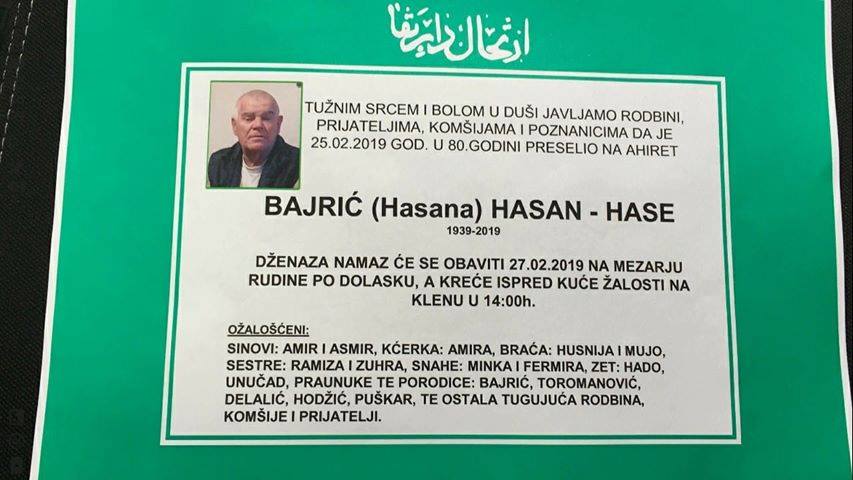 ارتحال دار بقا
TUŽNIM SRCEM I BOLOM U DUŠI JAVLJAMO RODBINI,
PRIJATELJIMA, KOMŠIJAMA I POZNANICIMA DA JE
25.02.2019 GOD. U 80.GODINI PRESELIO NA AHIRET
BAJRIĆ (Hasana) HASAN - HASE
1939-2019
DŽENAZA NAMAZ ĆE SE OBAVITI 27.02.2019 NA MEZARJU
RUDINE PO DOLASKU, A KREĆE ISPRED KUĆE ŽALOSTI NA
KLENU U 14:00h.
OŽALOŠĆENI:
SINOVI: AMIR I ASMIR, KĆERKA: AMIRA, BRAĆA: HUSNIJA I MUJO,
SESTRE: RAMIZA I ZUHRA, SNAHE: MINKA I FERMIRA, ZET: HADO,
UNUČAD, PRAUNUKE TE PORODICE: BAJRIĆ, TOROMANOVIĆ,
DELALIĆ, HODŽIĆ, PUŠKAR, TE OSTALA TUGUJUĆA RODBINA,
KOMŠIJE I PRIJATELJI.